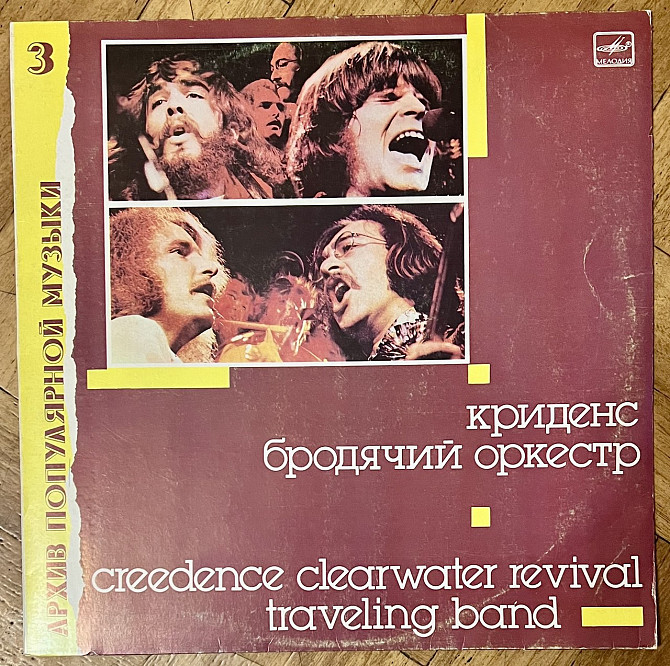 3
АРХИВ ПОПУЛЯРНОЙ МУЗЫКИ
МЕЛОДИЯ
криденс
бродячий оркестр
creedence clearwater revival
traveling band